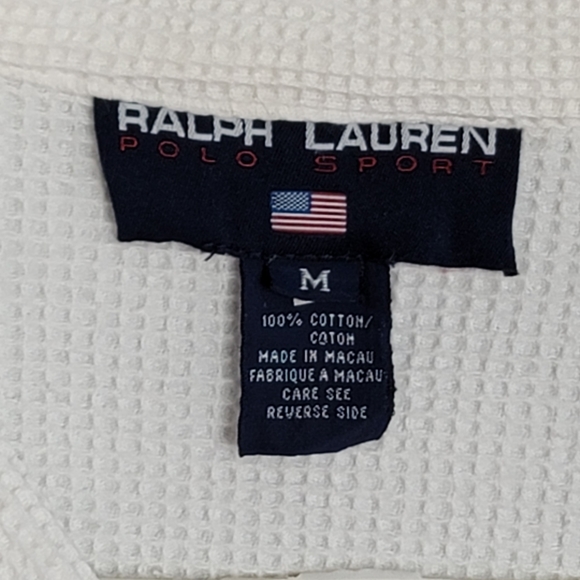 RALPH LAUREN
POLO SPORT
M
100% COTTON/
COTON
MADE IN MACAU
FABRIQUE A MACAU
CARE SEE
REVERSE SIDE